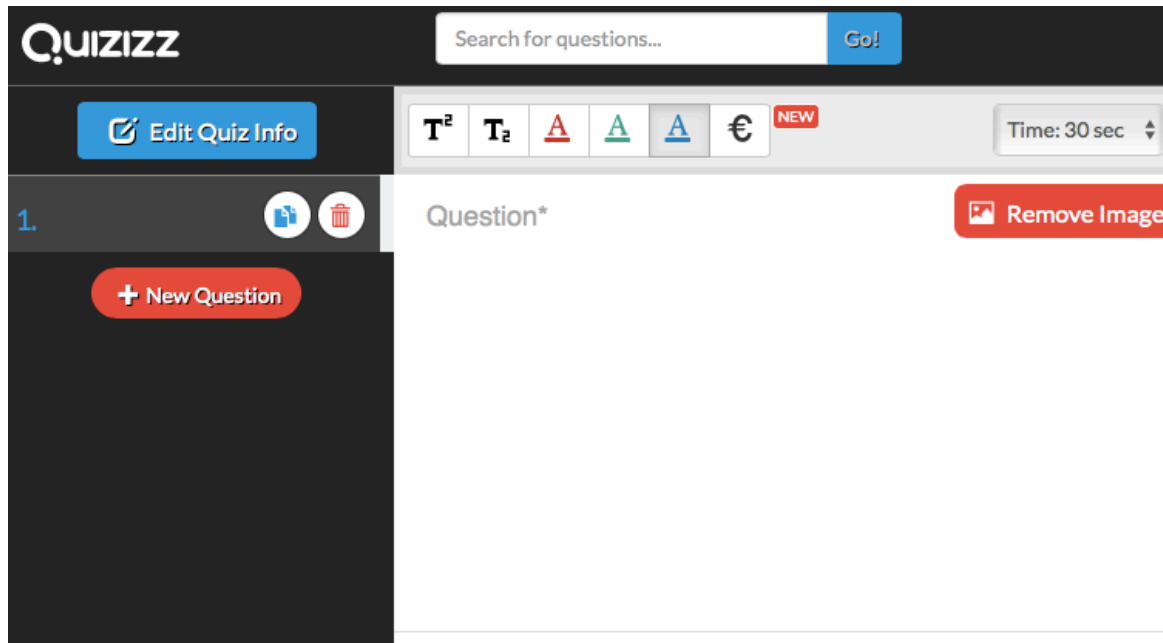 Quizizz
Search for questions... Go!
Edit Quiz Info
T² T₂ A A A € NEW
Time: 30 sec
1.
Question*
Remove Image
New Question